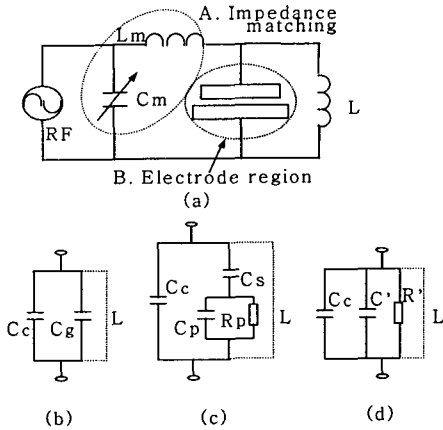 A. Impedance
matching
Lm
Cm
RF
L
B. Electrode region
(a)
Cc Cg L
(b)
Cc Cs
Cp Rp L
(c)
Cc C' R'
L
(d)